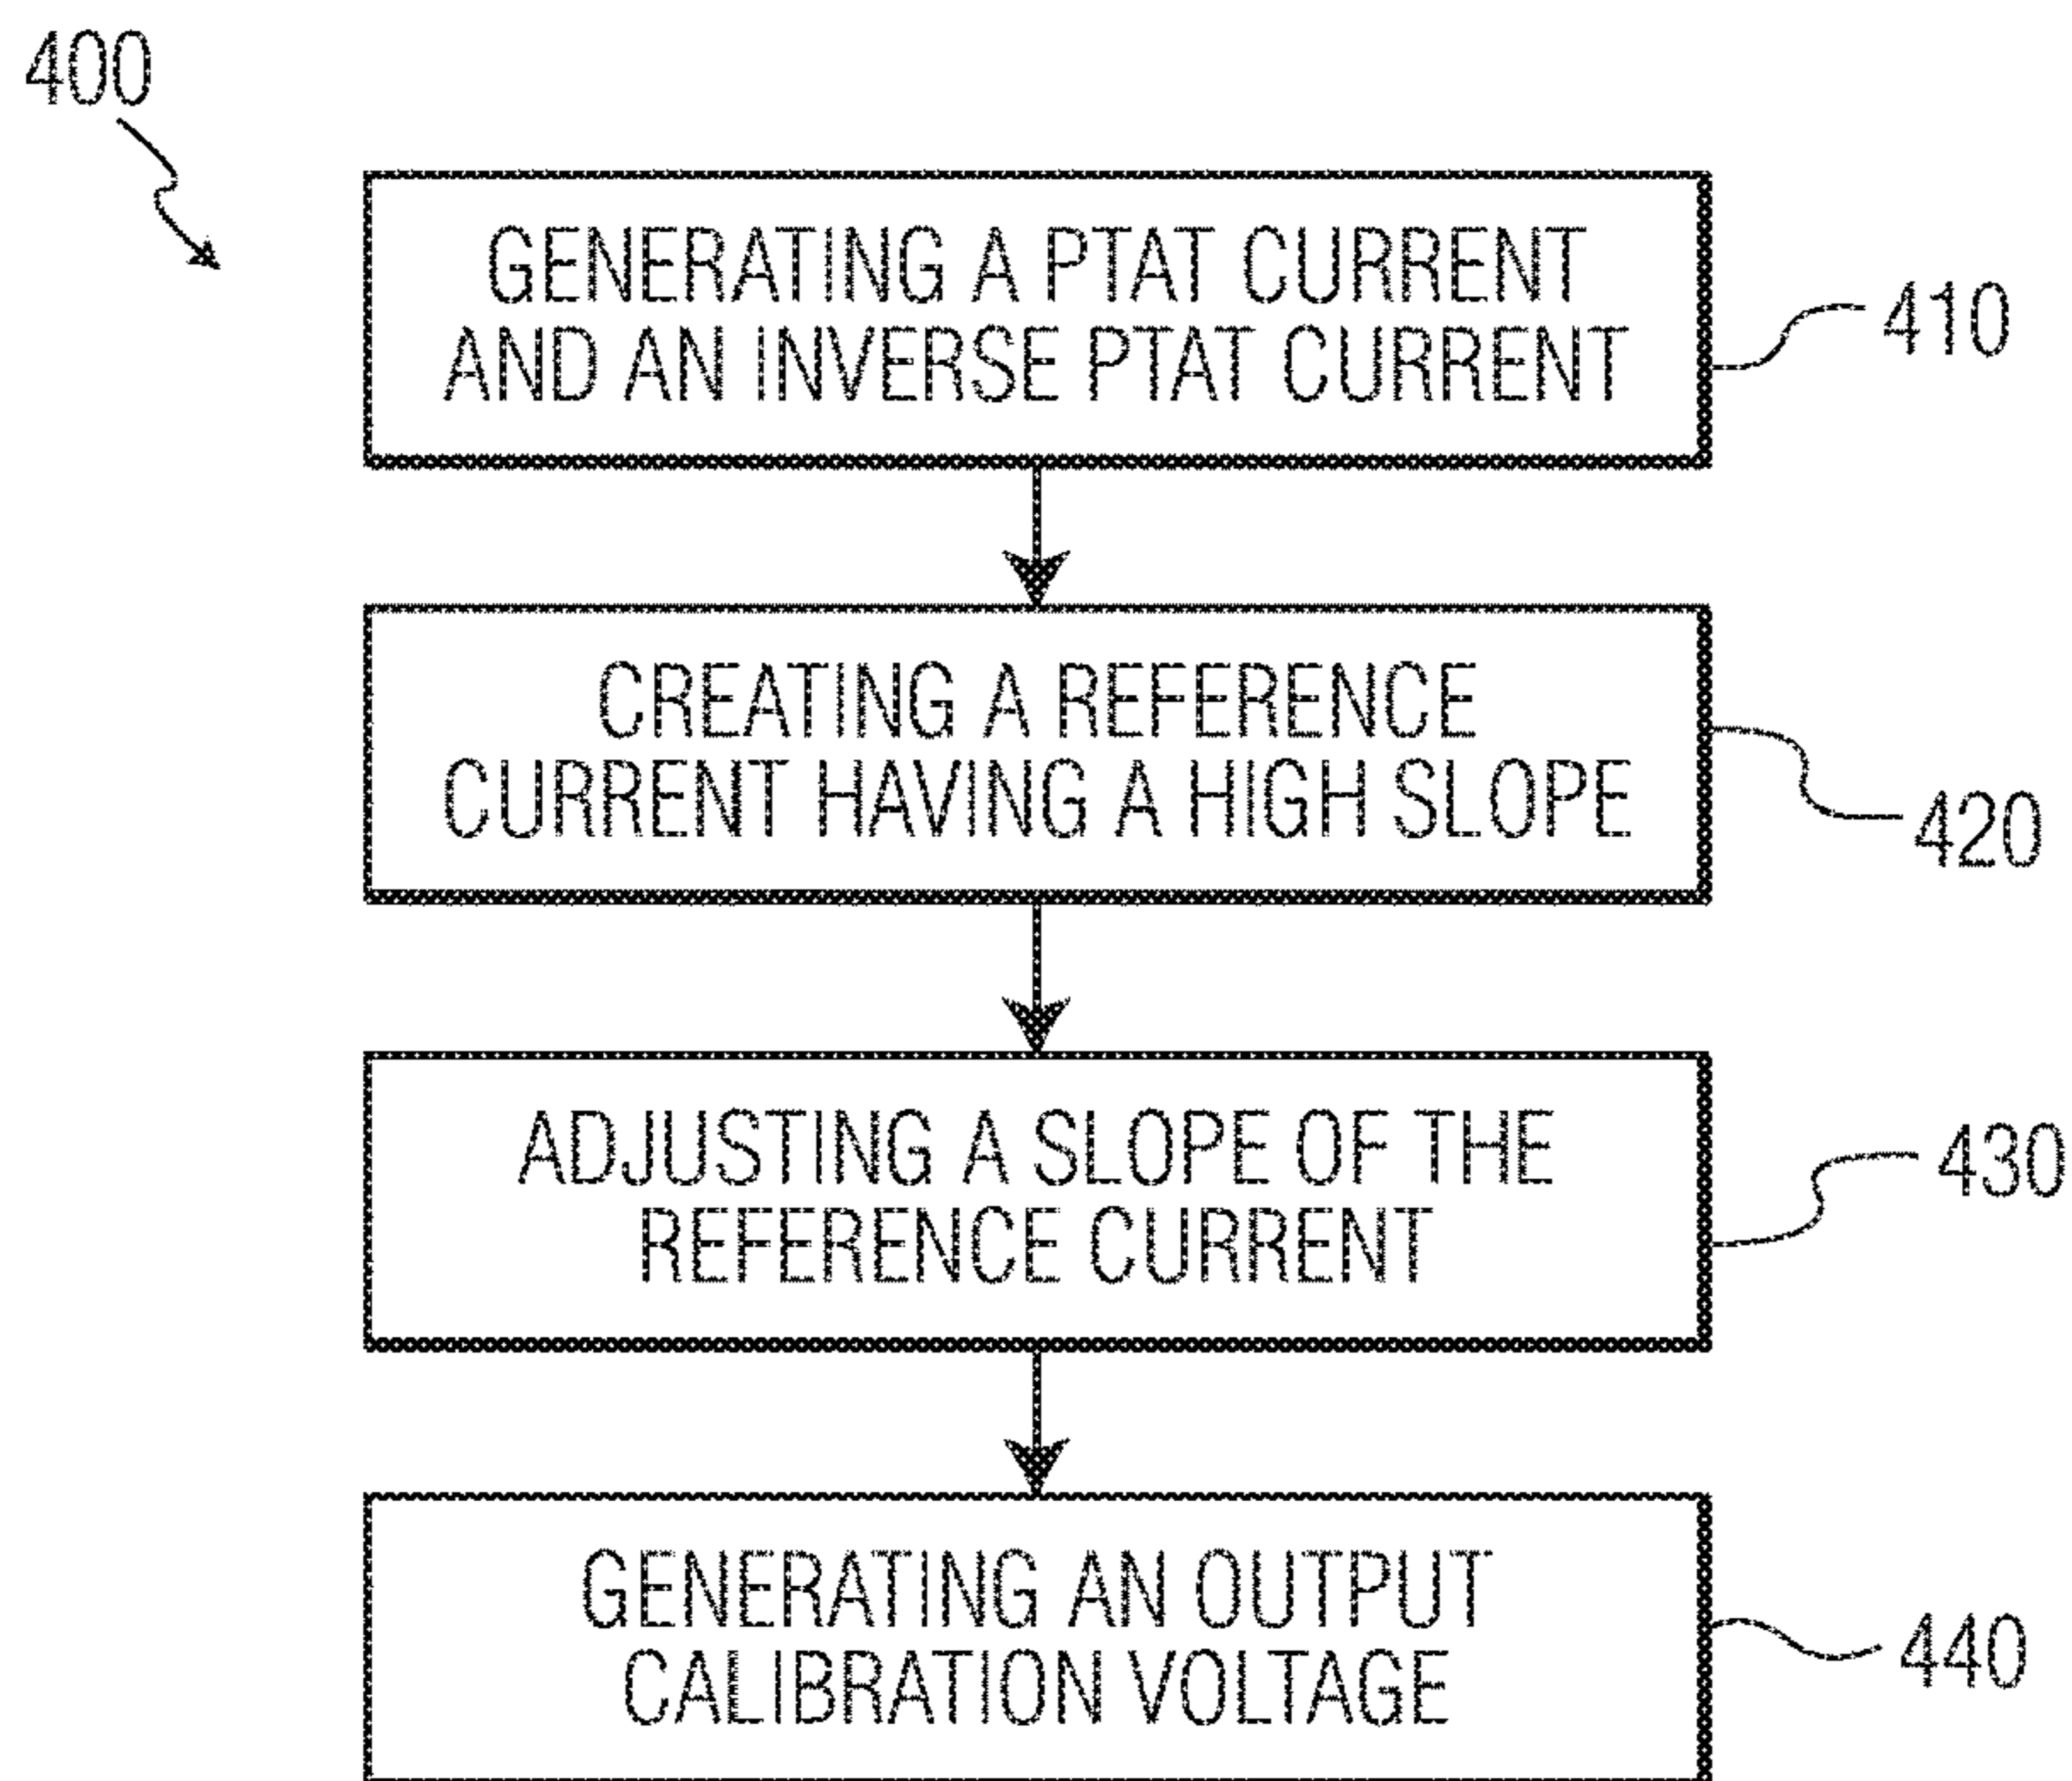 400
GENERATING A PTAT CURRENT
AND AN INVERSE PTAT CURRENT
410
CREATING A REFERENCE
CURRENT HAVING A HIGH SLOPE
420
ADJUSTING A SLOPE OF THE
REFERENCE CURRENT
430
GENERATING AN OUTPUT
CALIBRATION VOLTAGE
440